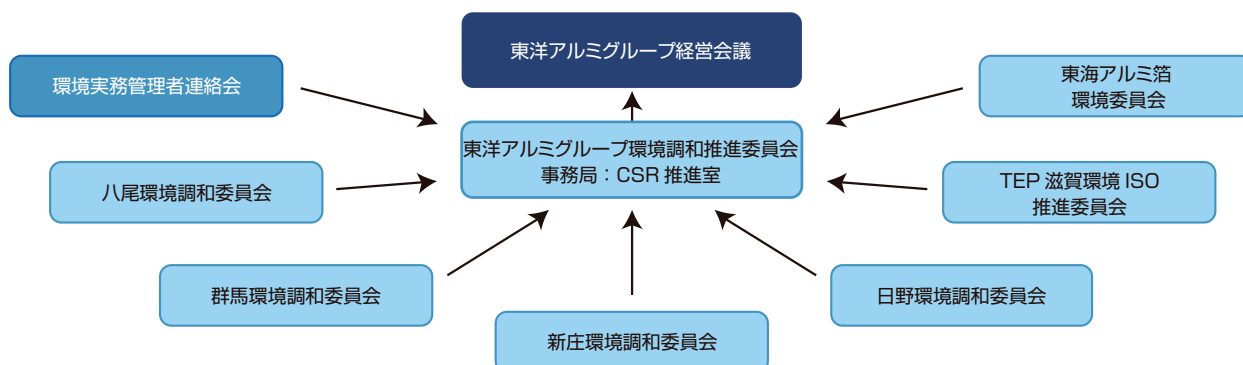 東洋アルミグループ経営会議
環境実務管理者連絡会
東海アルミ箔
環境委員会
東洋アルミグループ環境調和推進委員会
事務局：CSR 推進室
八尾環境調和委員会
TEP 滋賀環境 ISO
推進委員会
群馬環境調和委員会
日野環境調和委員会
新庄環境調和委員会